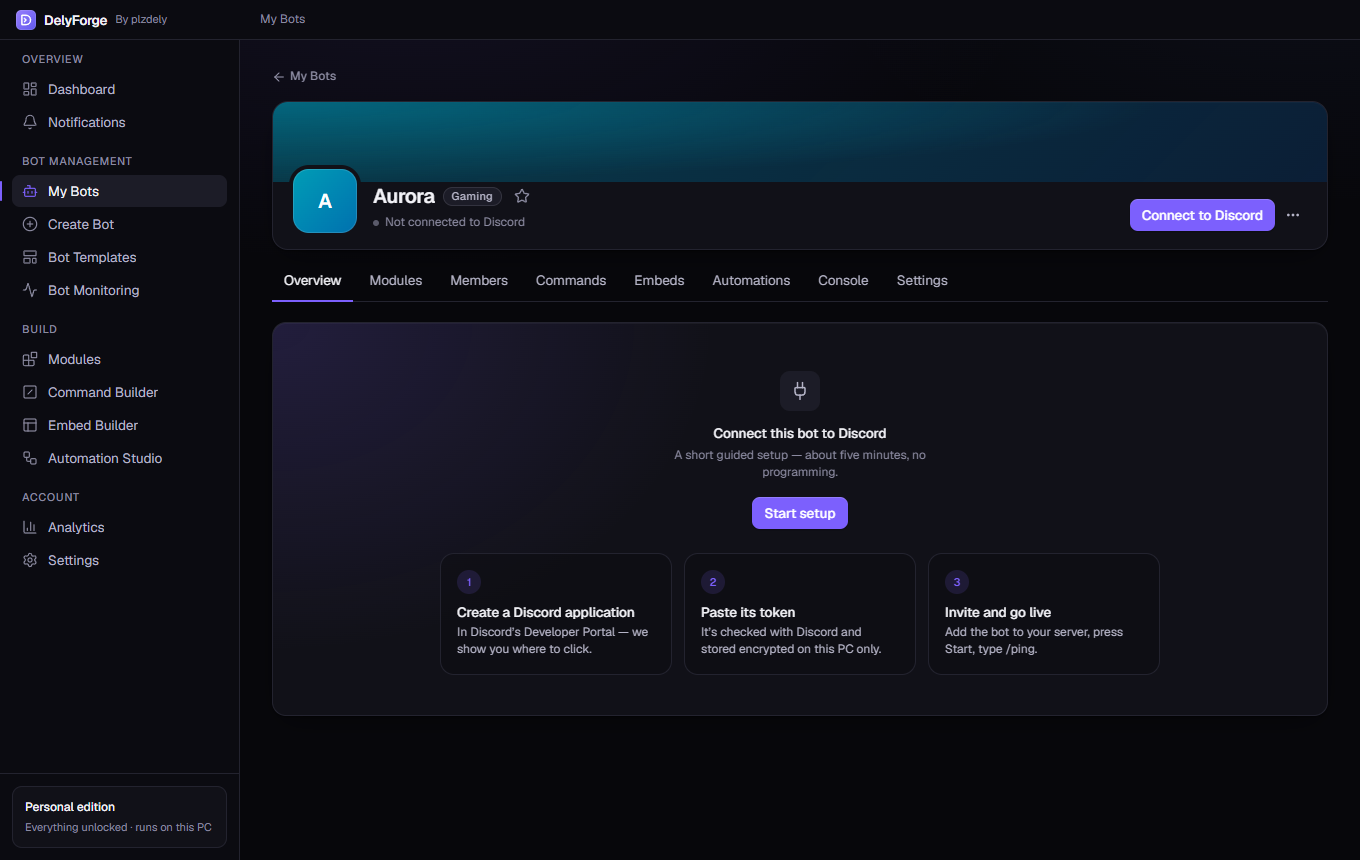 DelyForge By plzdely
My Bots
OVERVIEW
Dashboard
Notifications
BOT MANAGEMENT
My Bots
Create Bot
Bot Templates
Bot Monitoring
BUILD
Modules
Command Builder
Embed Builder
Automation Studio
ACCOUNT
Analytics
Settings
Personal edition
Everything unlocked · runs on this PC
← My Bots
A
Aurora Gaming
Not connected to Discord
Connect to Discord
Overview Modules Members Commands Embeds Automations Console Settings
Connect this bot to Discord
A short guided setup — about five minutes, no
programming.
Start setup
1
Create a Discord application
In Discord's Developer Portal — we
show you where to click.
2
Paste its token
It's checked with Discord and
stored encrypted on this PC only.
3
Invite and go live
Add the bot to your server, press
Start, type /ping.